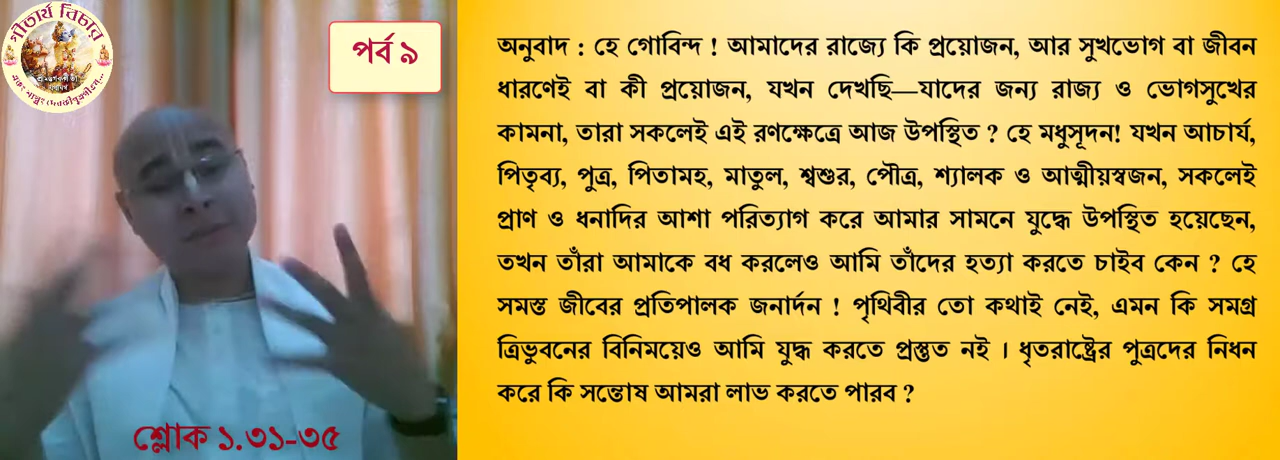 গীতার্থ বিচার
পর্ব ৯
শ্লোক ১.৩১-৩৫
অনুবাদ : হে গোবিন্দ ! আমাদের রাজ্যে কি প্রয়োজন, আর সুখভোগ বা জীবন
ধারণেই বা কী প্রয়োজন, যখন দেখছি—যাদের জন্য রাজ্য ও ভোগসুখের
কামনা, তারা সকলেই এই রণক্ষেত্রে আজ উপস্থিত ? হে মধুসূদন! যখন আচার্য,
পিতৃব্য, পুত্র, পিতামহ, মাতুল, শ্বশুর, পৌত্র, শ্যালক ও আত্মীয়স্বজন, সকলেই
প্রাণ ও ধনাদির আশা পরিত্যাগ করে আমার সামনে যুদ্ধে উপস্থিত হয়েছেন,
তখন তাঁরা আমাকে বধ করলেও আমি তাঁদের হত্যা করতে চাইব কেন ? হে
সমস্ত জীবের প্রতিপালক জনার্দন ! পৃথিবীর তো কথাই নেই, এমন কি সমগ্র
ত্রিভুবনের বিনিময়েও আমি যুদ্ধ করতে প্রস্তুত নই । ধৃতরাষ্ট্রের পুত্রদের নিধন
করে কি সন্তোষ আমরা লাভ করতে পারব ?